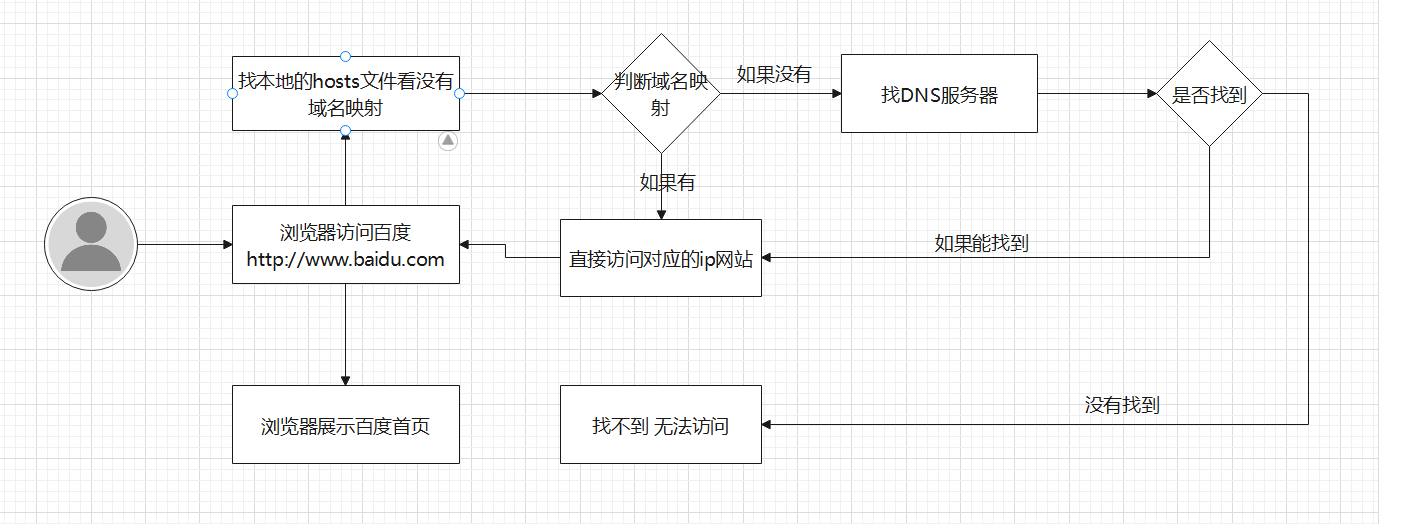 找本地的hosts文件看没有
域名映射
判断域名映
射
如果没有
找DNS服务器
是否找到
如果有
浏览器访问百度
http://www.baidu.com
直接访问对应的ip网站
如果能找到
浏览器展示百度首页
找不到 无法访问
没有找到